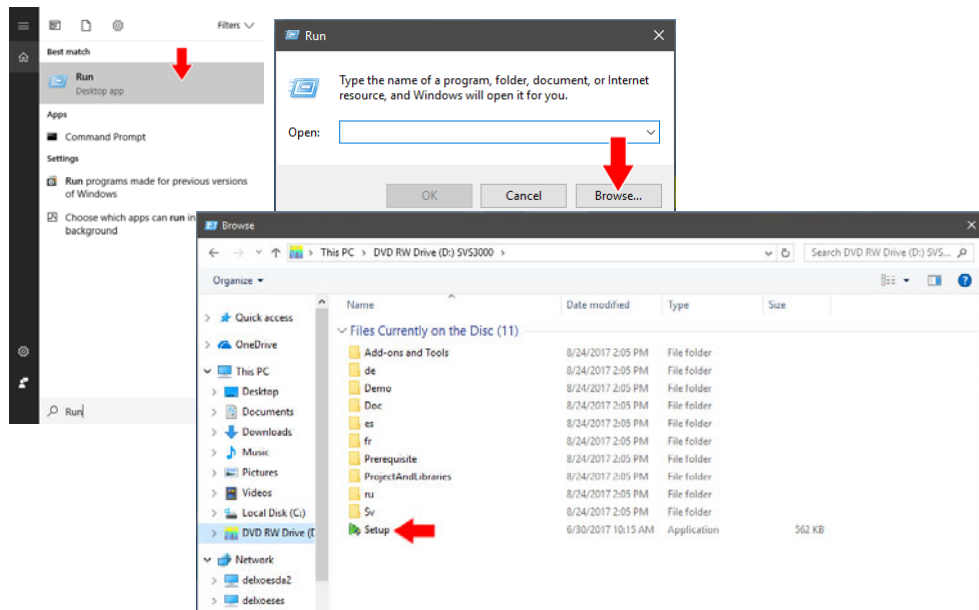 Filters
Best match
Run
Desktop app
Apps
Command Prompt
Settings
Run programs made for previous versions
of Windows
Choose which apps can run in
background
Run
Run
Type the name of a program, folder, document, or Internet
resource, and Windows will open it for you.
Open:
OK
Cancel
Browse...
Browse
This PC > DVD RW Drive (D:) SVS3000 >
Search DVD RW Drive (D:) SVS...
Organize
?
Quick access
OneDrive
This PC
Desktop
Documents
Downloads
Music
Pictures
Videos
Local Disk (C:)
DVD RW Drive (D
Network
delxoesda2
delxoeses
Name Date modified Type Size
Files Currently on the Disc (11)
Add-ons and Tools 8/24/2017 2:05 PM File folder
de 8/24/2017 2:05 PM File folder
Demo 8/24/2017 2:05 PM File folder
Doc 8/24/2017 2:05 PM File folder
es 8/24/2017 2:05 PM File folder
fr 8/24/2017 2:05 PM File folder
Prerequisite 8/24/2017 2:05 PM File folder
ProjectAndLibraries 8/24/2017 2:05 PM File folder
ru 8/24/2017 2:05 PM File folder
Sv 8/24/2017 2:05 PM File folder
Setup 6/30/2017 10:15 AM Application 562 KB